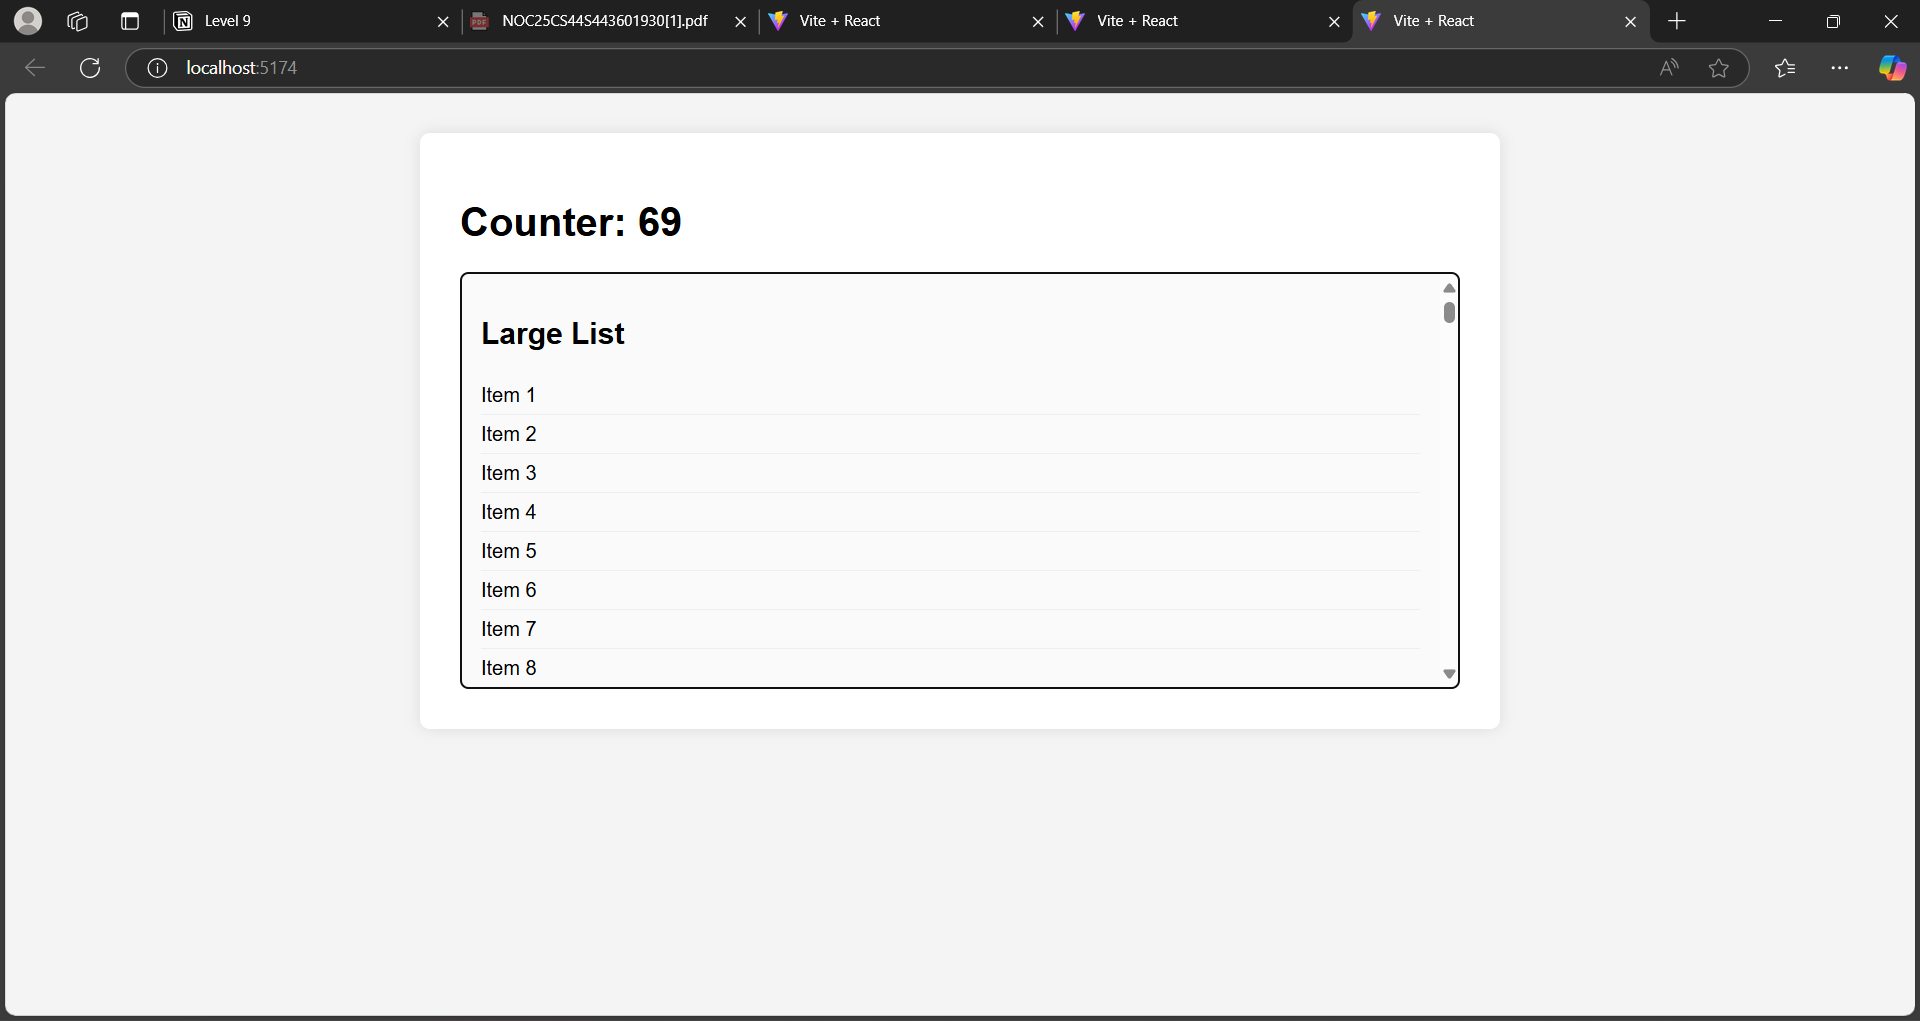 Level 9
NOC25CS44S443601930[1].pdf
Vite + React
Vite + React
Vite + React
localhost:5174
Counter: 69
Large List
Item 1
Item 2
Item 3
Item 4
Item 5
Item 6
Item 7
Item 8